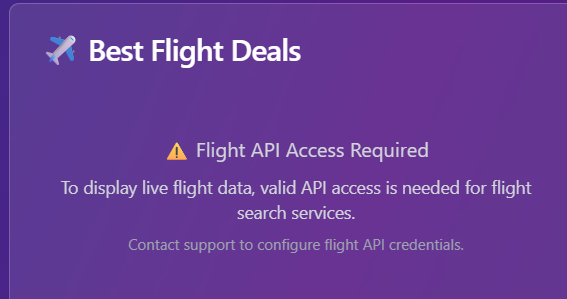 Best Flight Deals
Flight API Access Required
To display live flight data, valid API access is needed for flight
search services.
Contact support to configure flight API credentials.